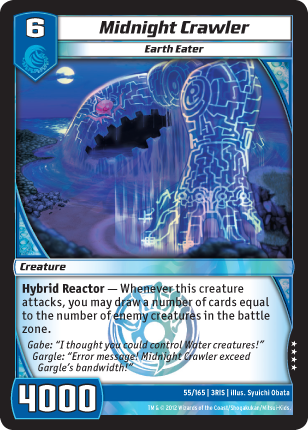 6
Midnight Crawler
Earth Eater
Creature
Hybrid Reactor — Whenever this creature
attacks, you may draw a number of cards equal
to the number of enemy creatures in the battle
zone.
Gabe: “I thought you could control Water creatures!”
Gargle: “Error message! Midnight Crawler exceed
Gargle’s bandwidth!”
55/165 | 3RIS | illus. Syuichi Obata
4000
TM & © 2012 Wizards of the Coast/Shogakukan/Mitsui-Kids.